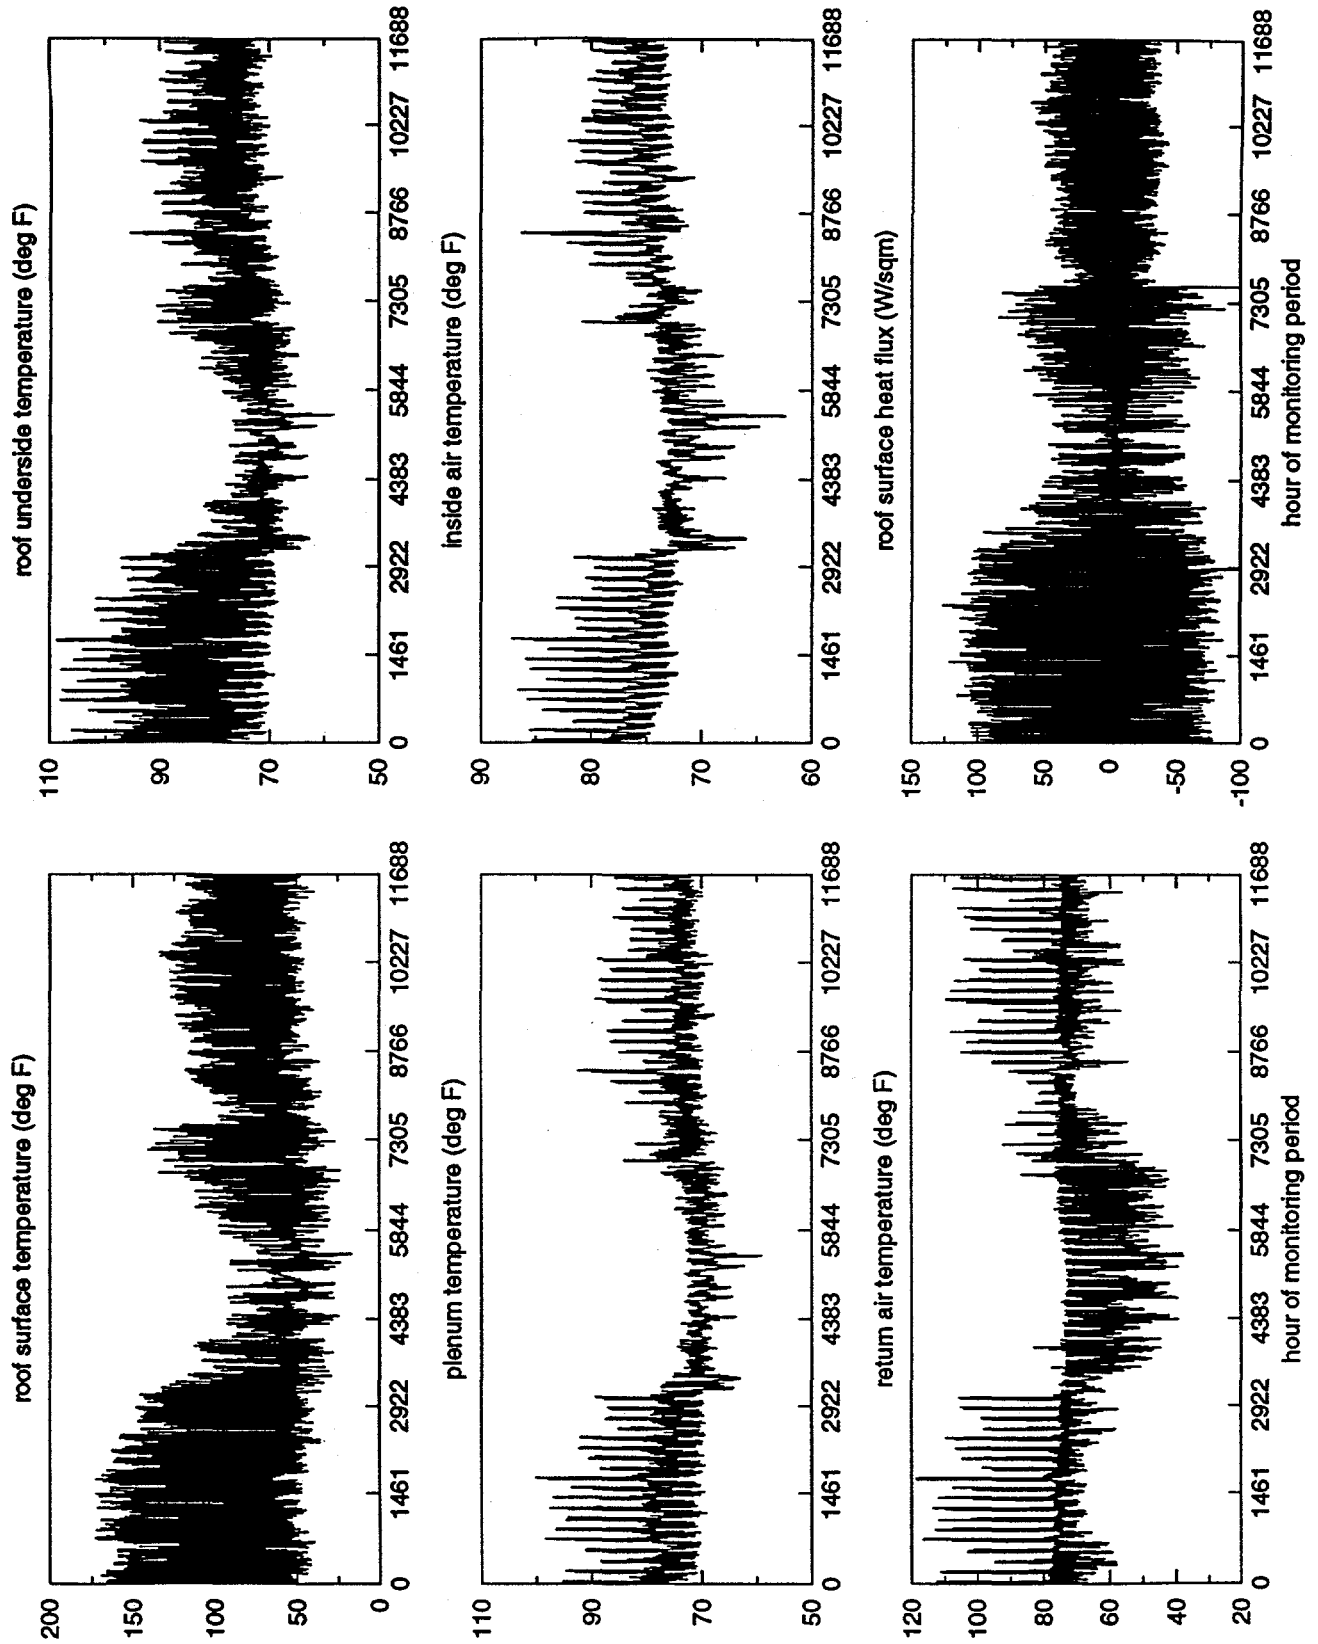 roof surface temperature (deg F)
200
150
100
50
0
0 1461 2922 4383 5844 7305 8766 10227 11688
roof underside temperature (deg F)
110
90
70
50
0 1461 2922 4383 5844 7305 8766 10227 11688
plenum temperature (deg F)
110
90
70
50
0 1461 2922 4383 5844 7305 8766 10227 11688
inside air temperature (deg F)
90
80
70
60
0 1461 2922 4383 5844 7305 8766 10227 11688
return air temperature (deg F)
120
100
80
60
40
20
0 1461 2922 4383 5844 7305 8766 10227 11688
hour of monitoring period
roof surface heat flux (W/sqm)
150
100
50
0
-50
-100
0 1461 2922 4383 5844 7305 8766 10227 11688
hour of monitoring period